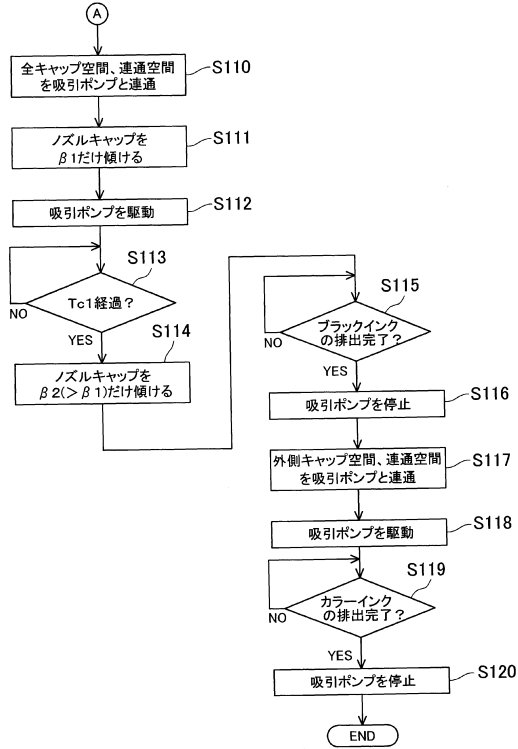 A
全キャップ空間、連通空間
を吸引ポンプと連通
S110
ノズルキャップを
β1だけ傾ける
S111
吸引ポンプを駆動
S112
Tc1経過？
S113
NO
YES
ノズルキャップを
β2(＞β1)だけ傾ける
S114
ブラックインク
の排出完了？
S115
NO
YES
吸引ポンプを停止
S116
外側キャップ空間、連通空間
を吸引ポンプと連通
S117
吸引ポンプを駆動
S118
カラーインク
の排出完了？
S119
NO
YES
吸引ポンプを停止
S120
END